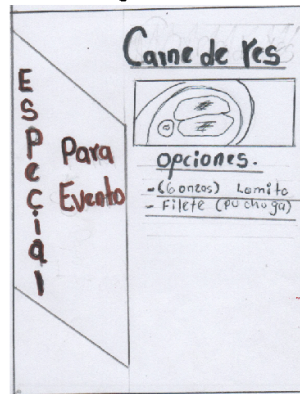 Especial
Para
Evento
Carne de res
opciones.
- (6 onzas) Lomito
- Filete (puchuga)